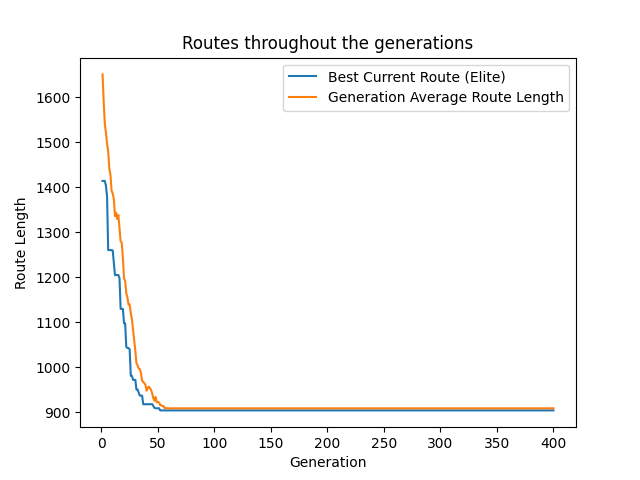 Routes throughout the generations
Best Current Route (Elite)
Generation Average Route Length
Route Length
1600
1500
1400
1300
1200
1100
1000
900
0 50 100 150 200 250 300 350 400
Generation